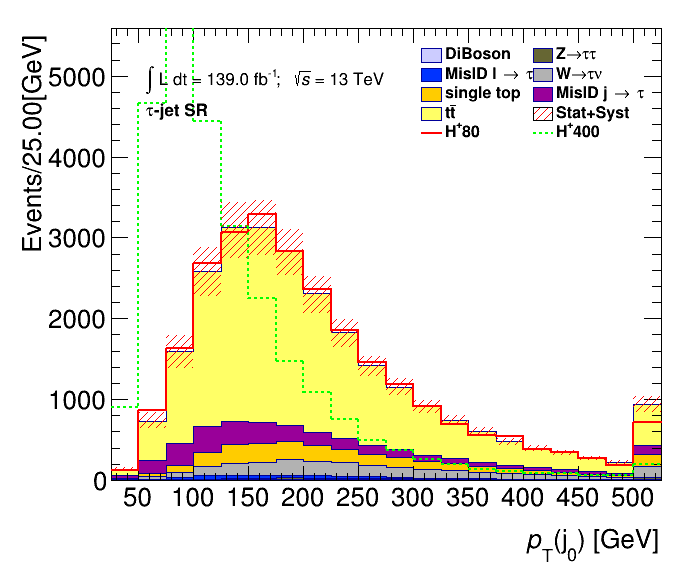 Events/25.00[GeV]
5000
4000
3000
2000
1000
0
∫ L dt = 139.0 fb⁻¹; √s = 13 TeV
τ-jet SR
DiBoson Z→ττ
MisID l → τ W→τν
single top MisID j → τ
tt̄ Stat+Syst
H⁺80 H⁺400
50 100 150 200 250 300 350 400 450 500
p_T(j_0) [GeV]